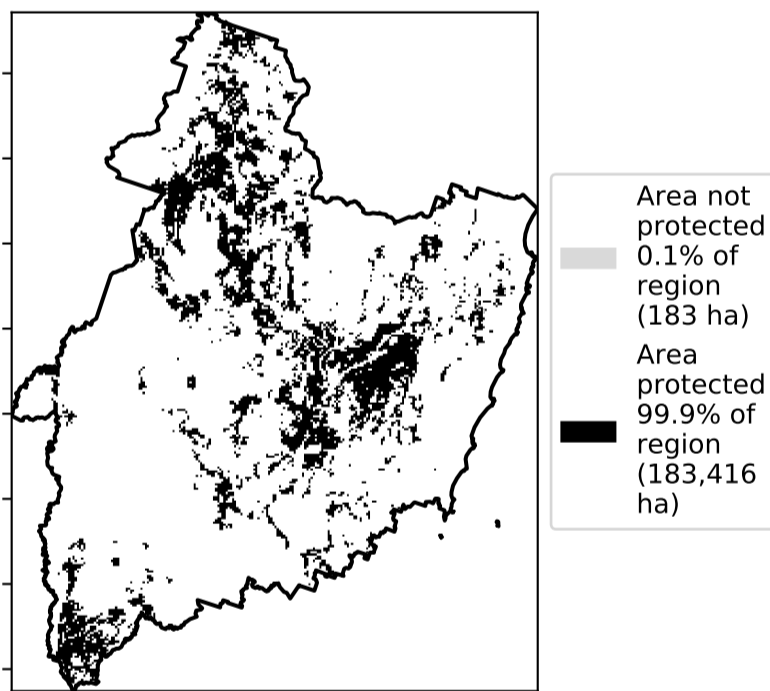 Area not
protected
0.1% of
region
(183 ha)
Area
protected
99.9% of
region
(183,416
ha)